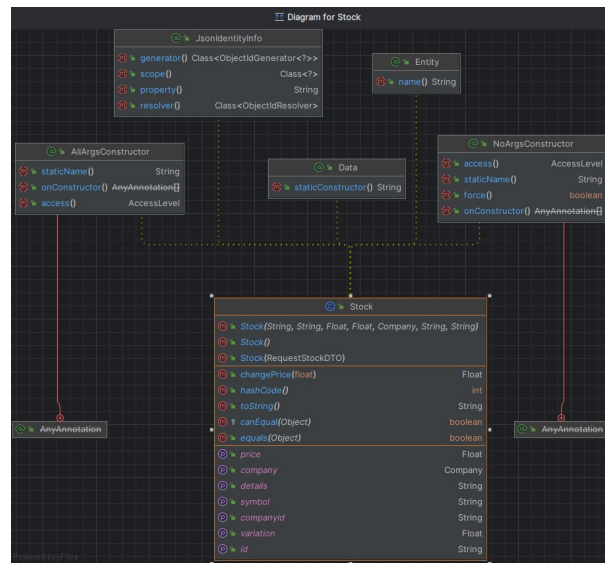 Diagram for Stock
JsonIdentityInfo
generator() Class<ObjectIdGenerator<?>>
scope() Class<?>
property() String
resolver() Class<ObjectIdResolver>
Entity
name() String
AllArgsConstructor
staticName() String
onConstructor() AnyAnnotation[]
access() AccessLevel
Data
staticConstructor() String
NoArgsConstructor
access() AccessLevel
staticName() String
force() boolean
onConstructor() AnyAnnotation[]
Stock
Stock(String, String, Float, Float, Company, String, String)
Stock()
Stock(RequestStockDTO)
changePrice(float) Float
hashCode() int
toString() String
canEqual(Object) boolean
equals(Object) boolean
price Float
company Company
details String
symbol String
companyid String
variation Float
id String
AnyAnnotation
AnyAnnotation
Powered by yFiles